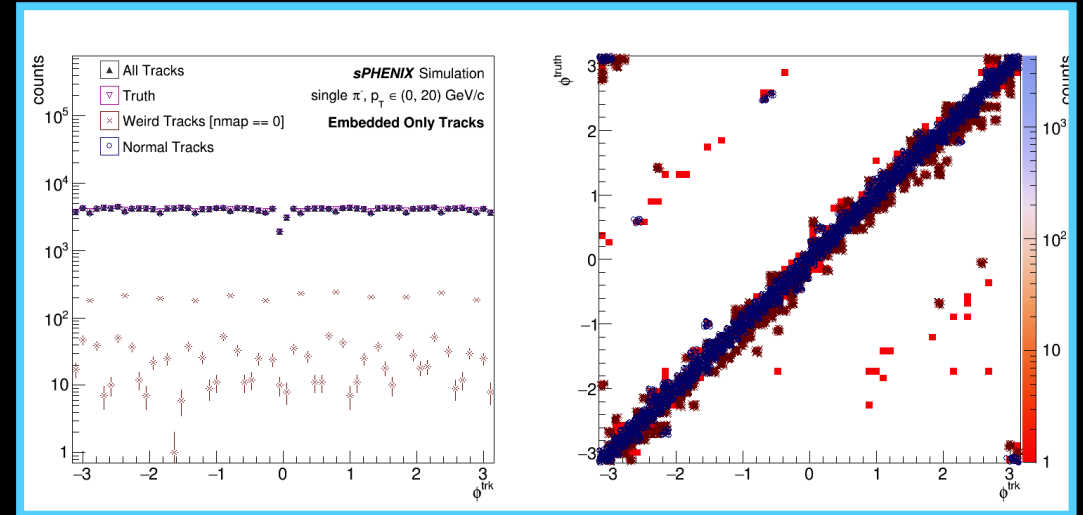 counts
All Tracks
Truth
Weird Tracks [nmap == 0]
Normal Tracks
sPHENIX Simulation
single π⁻, p_T ∈ (0, 20) GeV/c
Embedded Only Tracks
10⁵
10⁴
10³
10²
10
1
−3 −2 −1 0 1 2 3
ϕ^trk
ϕ^truth
3
2
1
0
−1
−2
−3
−3 −2 −1 0 1 2 3
ϕ^trk
counts
10³
10²
10
1